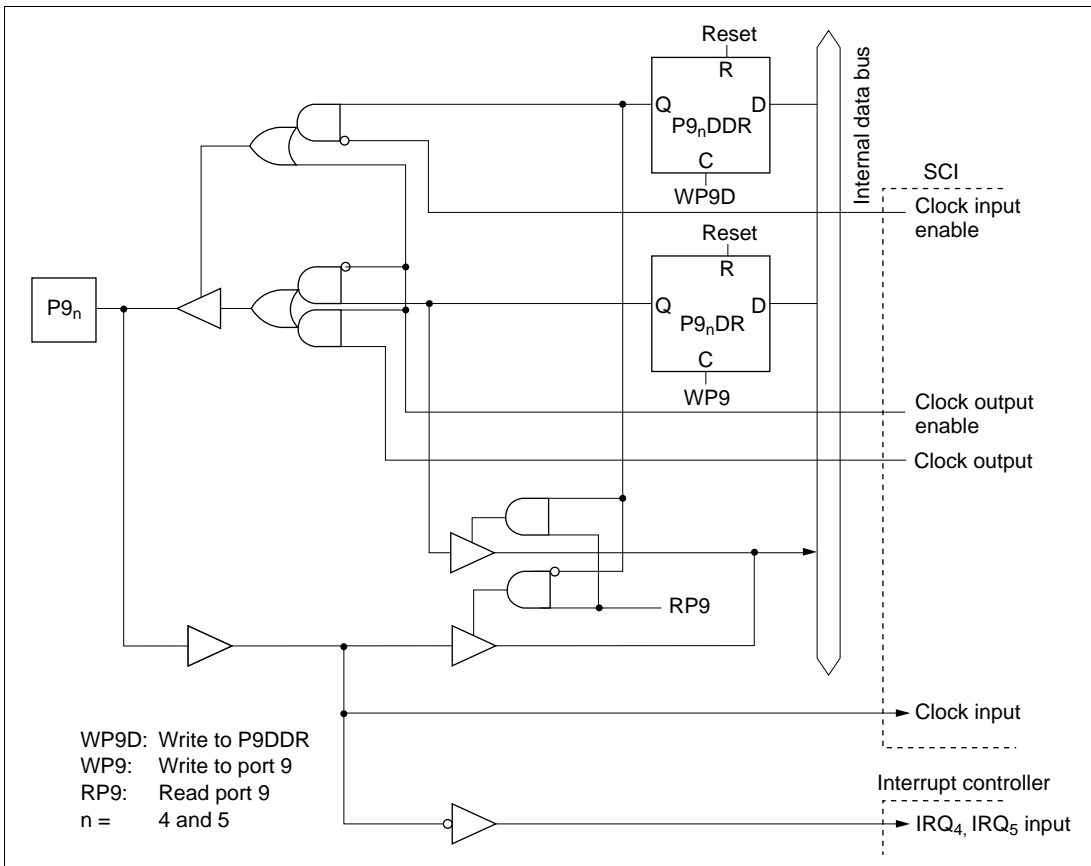 Reset
R
Q D
P9nDDR
C
WP9D
Internal data bus
SCI
Clock input
enable
Reset
R
Q D
P9nDR
C
WP9
P9n
Clock output
enable
Clock output
RP9
Clock input
WP9D: Write to P9DDR
WP9: Write to port 9
RP9: Read port 9
n = 4 and 5
Interrupt controller
IRQ4, IRQ5 input